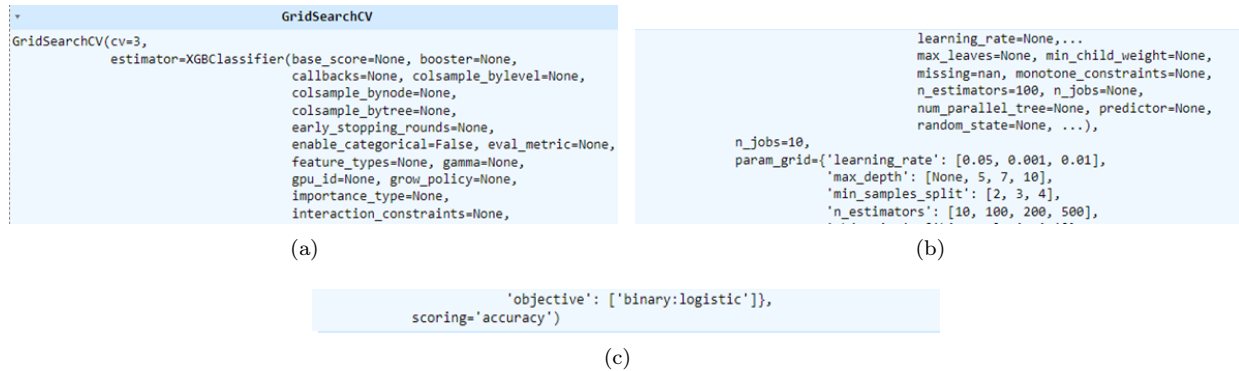 GridSearchCV
GridSearchCV(cv=3,
estimator=XGBClassifier(base_score=None, booster=None,
callbacks=None, colsample_bylevel=None,
colsample_bynode=None,
colsample_bytree=None,
early_stopping_rounds=None,
enable_categorical=False, eval_metric=None,
feature_types=None, gamma=None,
gpu_id=None, grow_policy=None,
importance_type=None,
interaction_constraints=None,
(a)
learning_rate=None,...
max_leaves=None, min_child_weight=None,
missing=nan, monotone_constraints=None,
n_estimators=100, n_jobs=None,
num_parallel_tree=None, predictor=None,
random_state=None, ...),
n_jobs=10,
param_grid={'learning_rate': [0.05, 0.001, 0.01],
'max_depth': [None, 5, 7, 10],
'min_samples_split': [2, 3, 4],
'n_estimators': [10, 100, 200, 500],
(b)
'objective': ['binary:logistic']},
scoring='accuracy')
(c)